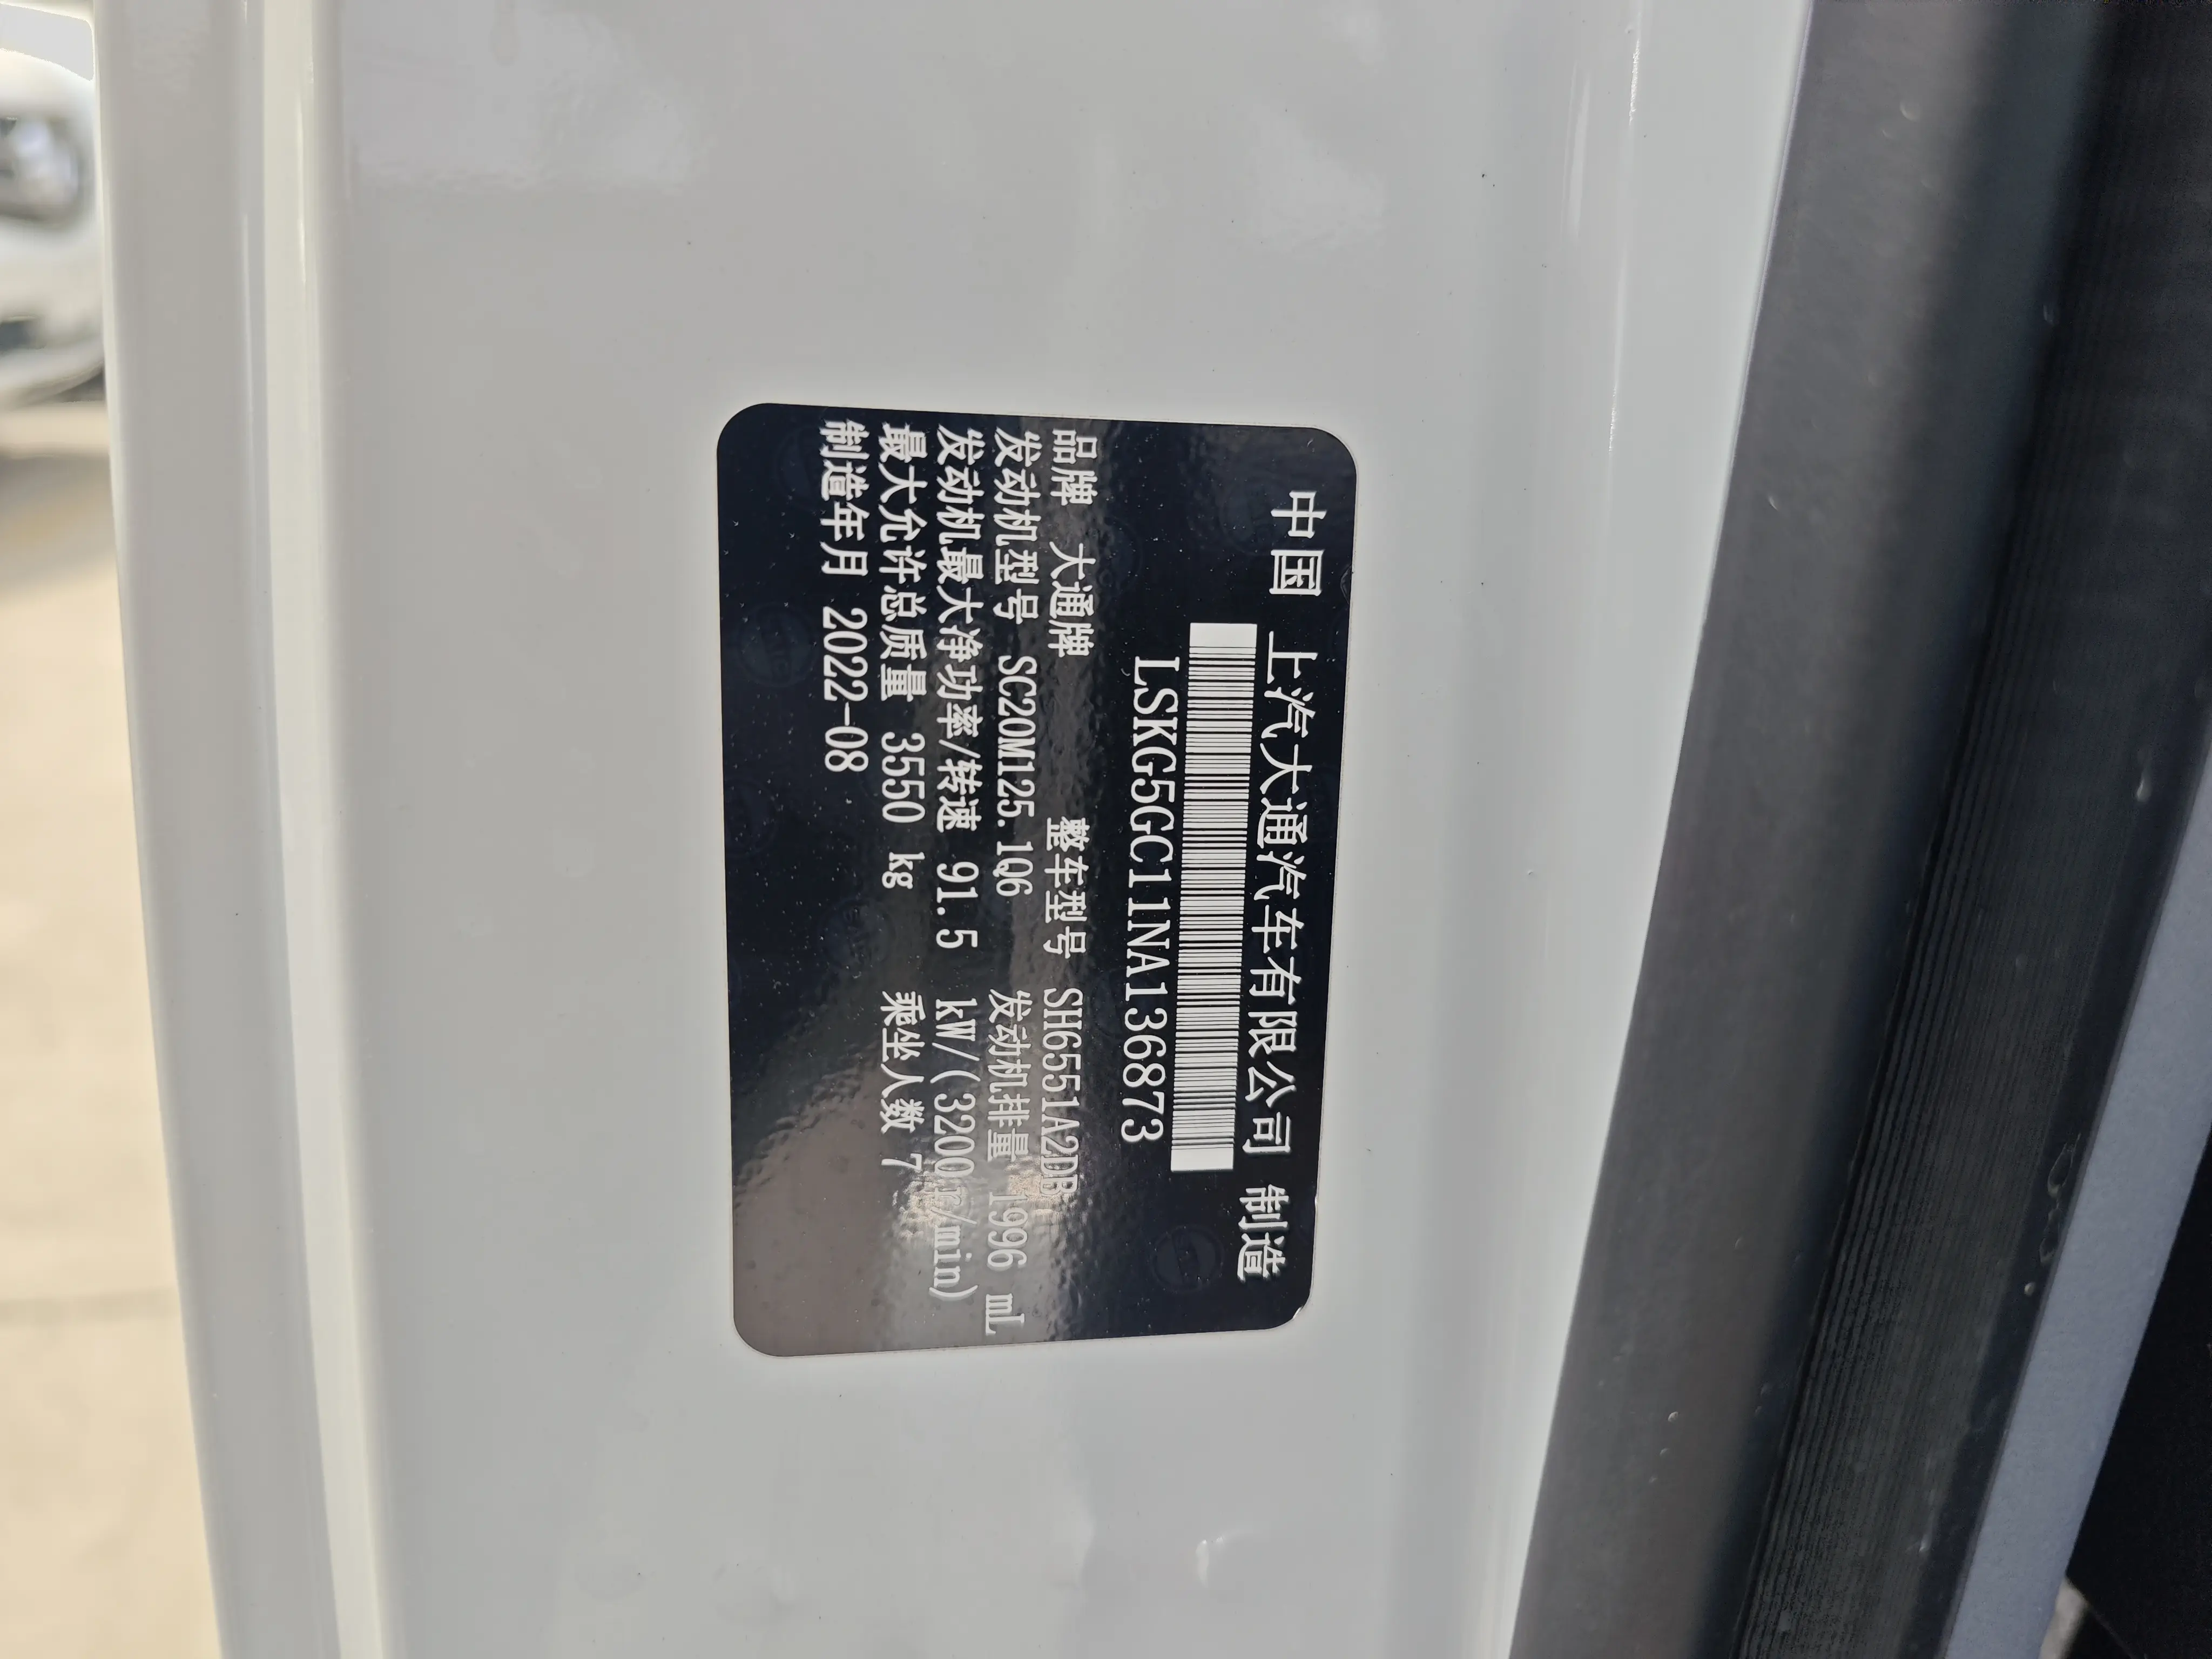 中国 上汽大通汽车有限公司 制造
LSKG5GC11NA136873
品牌 大通牌 整车型号 SH6551A2DB
发动机型号 SC20M125.1Q6 发动机排量 1996 mL
发动机最大净功率/转速 91.5 kW/(3200r/min)
最大允许总质量 3550 kg 乘坐人数 7
制造年月 2022-08